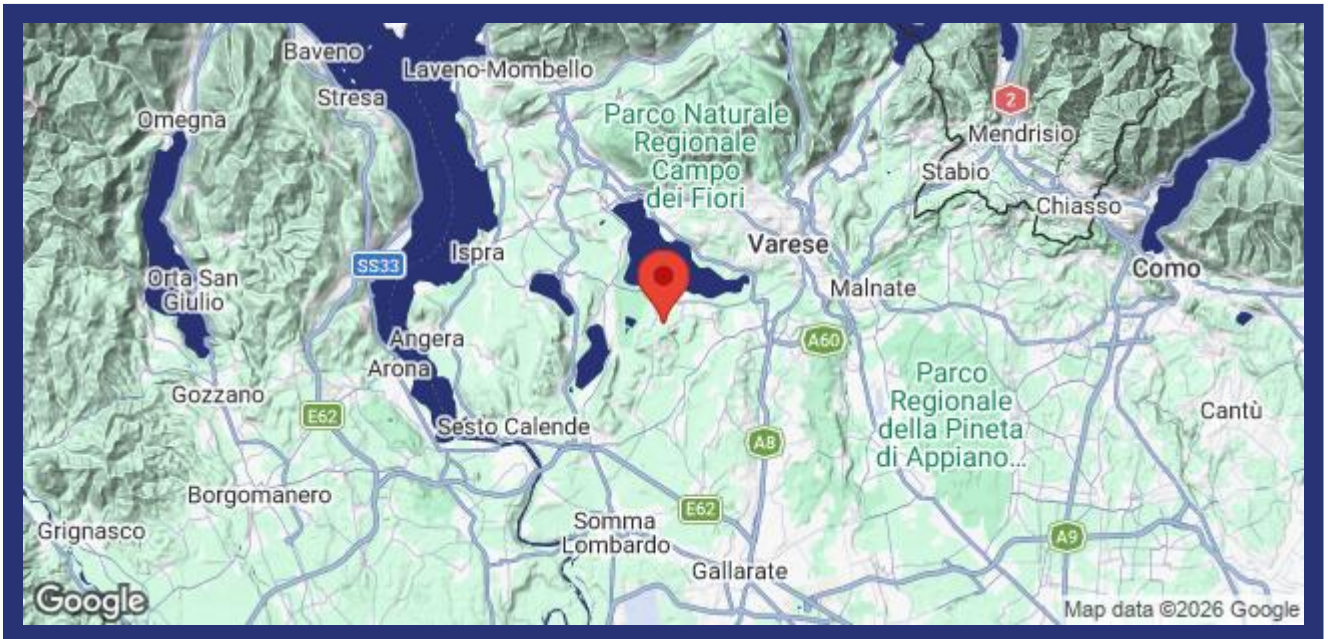 Baveno
Laveno-Mombello
Stresa
Omegna
Parco Naturale
Regionale
Campo
dei Fiori
2
Mendrisio
Stabio
Chiasso
Varese
Ispra
SS33
Orta San
Giulio
Como
Malnate
Angera
Arona
A60
Gozzano
E62
Parco
Regionale
della Pineta
di Appiano...
Cantù
Sesto Calende
A8
Borgomanero
E62
Grignasco
Somma
Lombardo
A9
Gallarate
Google
Map data ©2026 Google